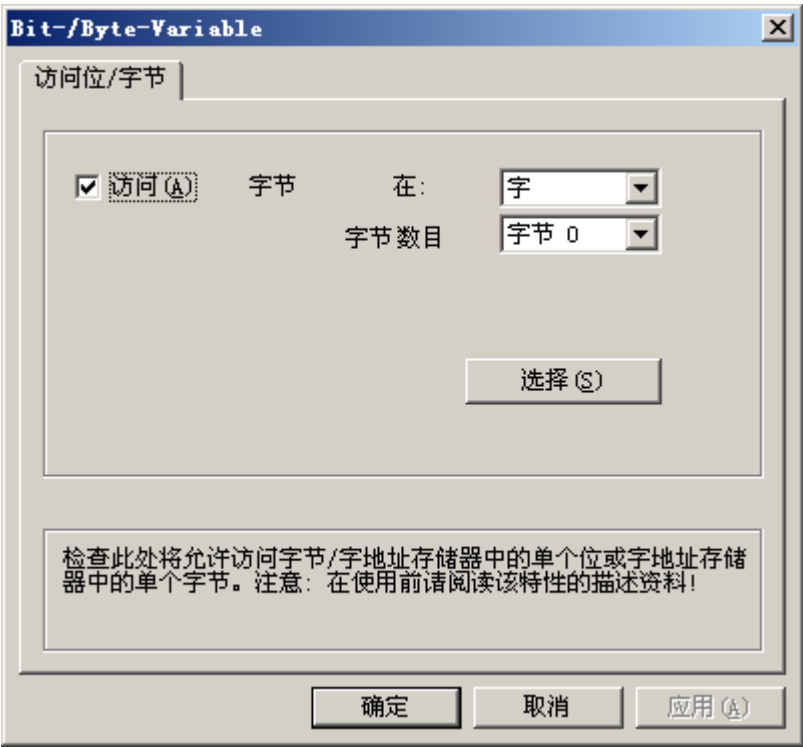 Bit-/Byte-Variable
访问位/字节
访问(A) 字节 在: 字
字节数目 字节 0
选择(S)
检查此处将允许访问字节/字地址存储器中的单个位或字地址存储
器中的单个字节。注意: 在使用前请阅读该特性的描述资料!
确定 取消 应用(A)